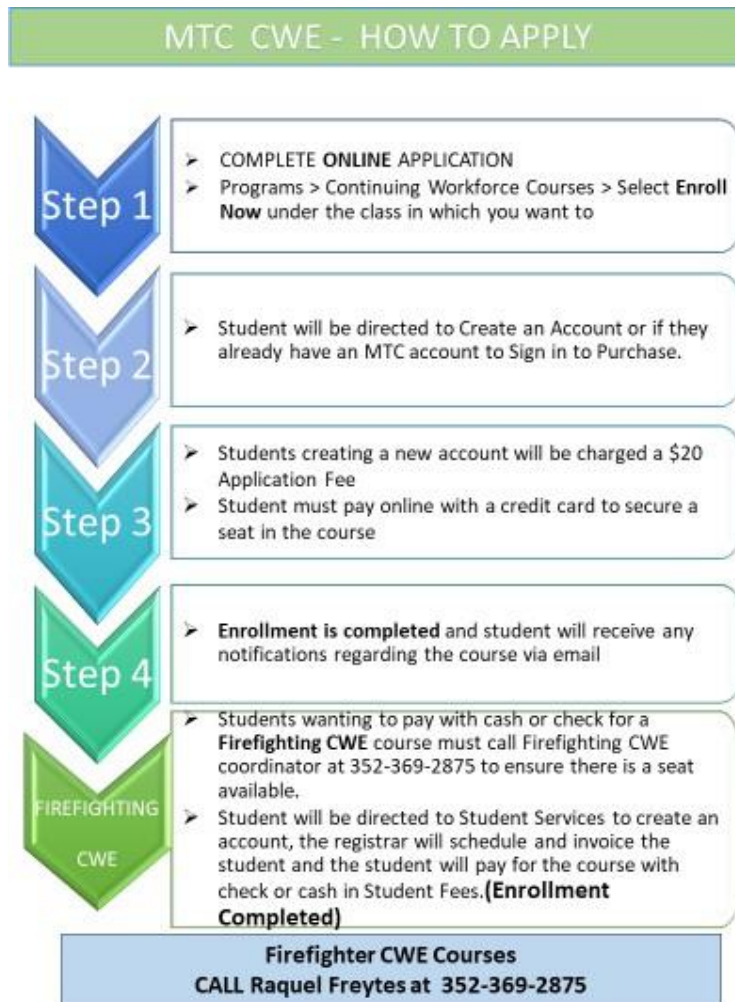 MTC CWE - HOW TO APPLY
Step 1
➤ COMPLETE ONLINE APPLICATION
➤ Programs > Continuing Workforce Courses > Select Enroll
Now under the class in which you want to
Step 2
➤ Student will be directed to Create an Account or if they
already have an MTC account to Sign in to Purchase.
Step 3
➤ Students creating a new account will be charged a $20
Application Fee
➤ Student must pay online with a credit card to secure a
seat in the course
Step 4
➤ Enrollment is completed and student will receive any
notifications regarding the course via email
FIREFIGHTING
CWE
➤ Students wanting to pay with cash or check for a
Firefighting CWE course must call Firefighting CWE
coordinator at 352-369-2875 to ensure there is a seat
available.
➤ Student will be directed to Student Services to create an
account, the registrar will schedule and invoice the
student and the student will pay for the course with
check or cash in Student Fees.(Enrollment
Completed)
Firefighter CWE Courses
CALL Raquel Freytes at 352-369-2875